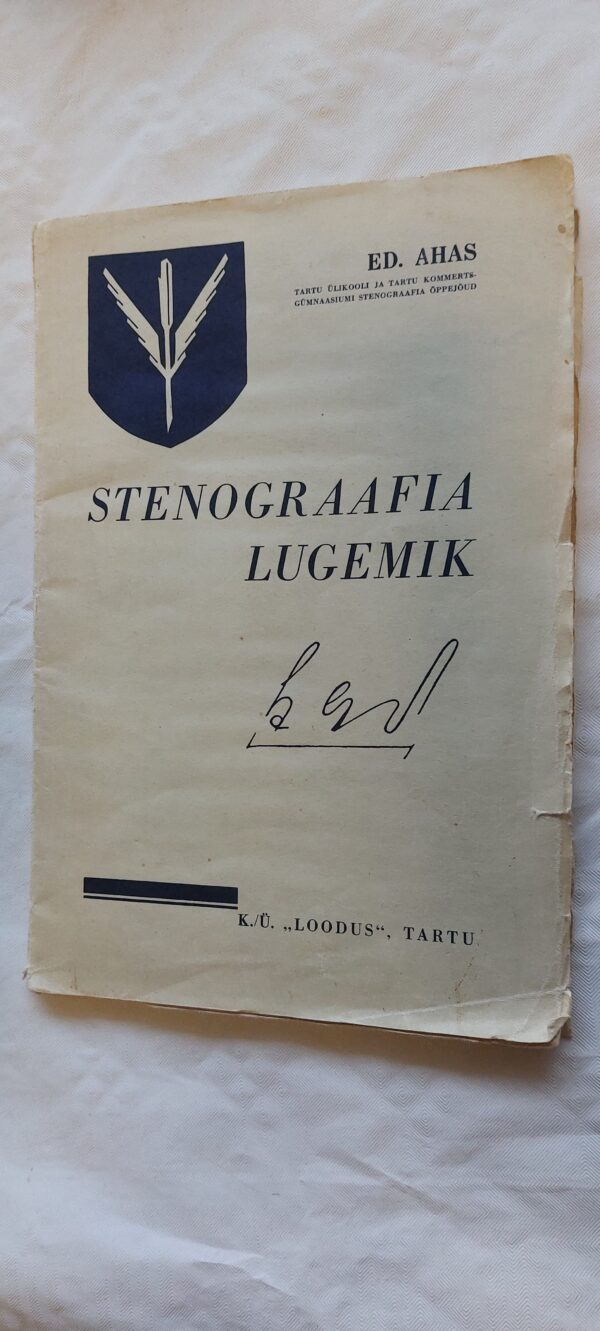 ED. AHAS
TARTU ÜLIKOOLI JA TARTU KOMMERTS-
GÜMNAASIUMI STENOGRAAFIA ÕPPEJÕUD
STENOGRAAFIA
LUGEMIK
K./Ü. „LOODUS“, TARTU